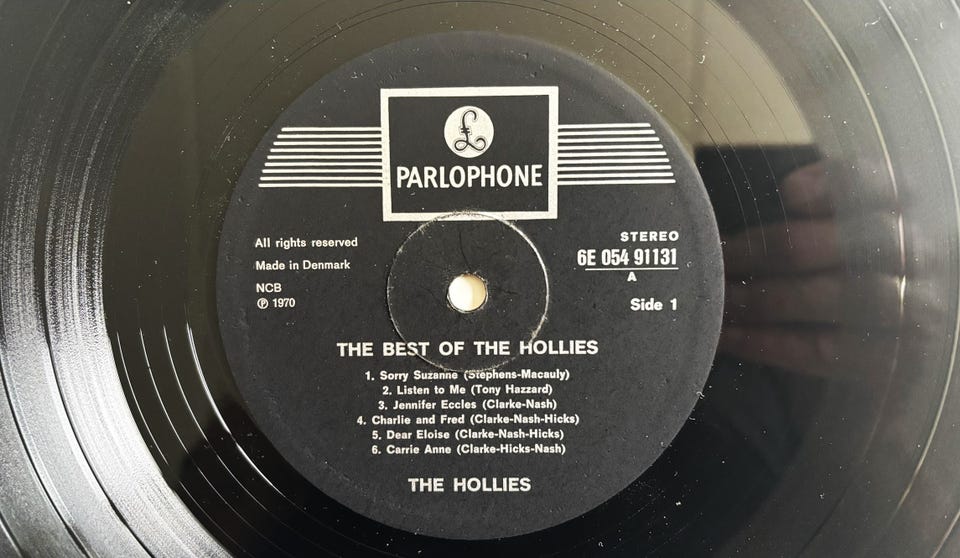 £
PARLOPHONE
All rights reserved
Made in Denmark
NCB
℗ 1970
STEREO
6E 054 91131
A
Side 1
THE BEST OF THE HOLLIES
1. Sorry Suzanne (Stephens-Macauly)
2. Listen to Me (Tony Hazzard)
3. Jennifer Eccles (Clarke-Nash)
4. Charlie and Fred (Clarke-Nash-Hicks)
5. Dear Eloise (Clarke-Nash-Hicks)
6. Carrie Anne (Clarke-Hicks-Nash)
THE HOLLIES